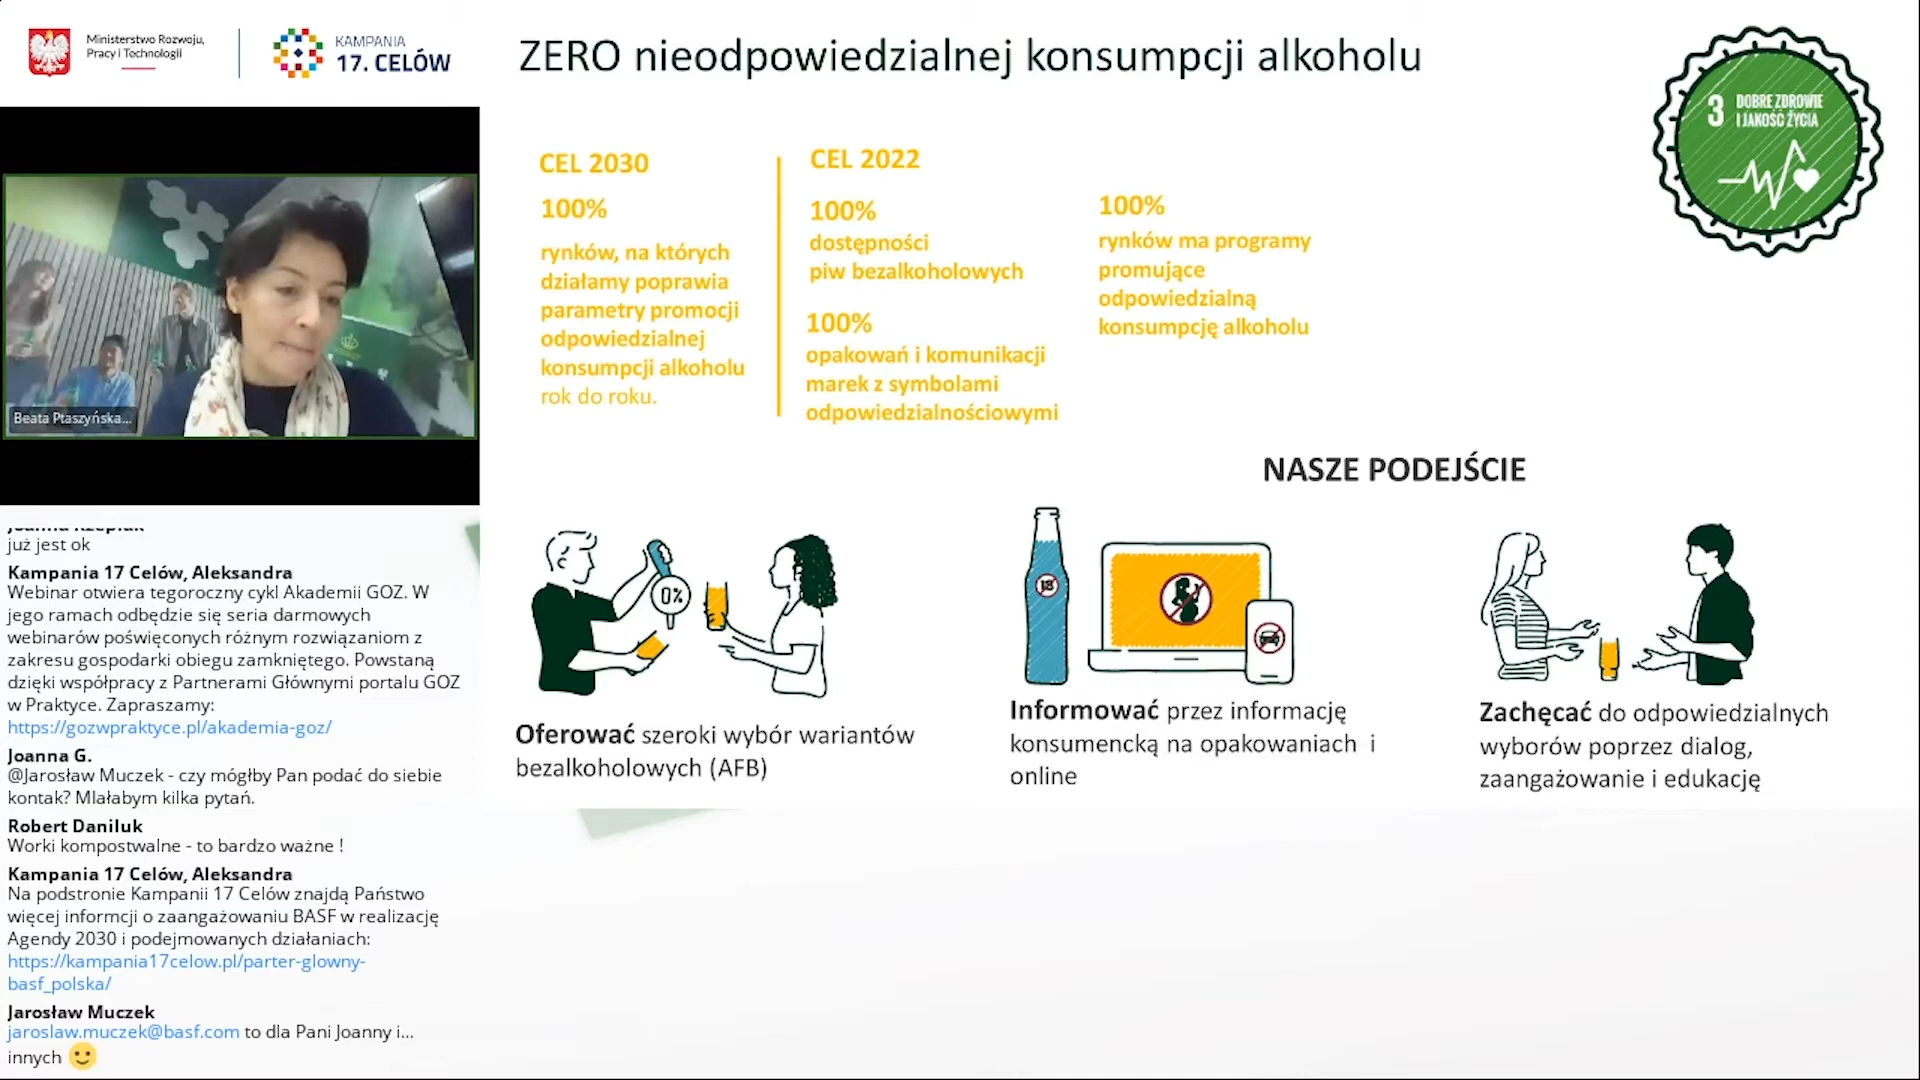 Ministerstwo Rozwoju,
Pracy i Technologii
KAMPANIA
17. CELÓW
ZERO nieodpowiedzialnej konsumpcji alkoholu
3 DOBRE ZDROWIE
I JAKOŚĆ ŻYCIA
CEL 2030
100%
rynków, na których
działamy poprawia
parametry promocji
odpowiedzialnej
konsumpcji alkoholu
rok do roku.
CEL 2022
100%
dostępności
piw bezalkoholowych
100%
opakowań i komunikacji
marek z symbolami
odpowiedzialnościowymi
100%
rynków ma programy
promujące
odpowiedzialną
konsumpcję alkoholu
Beata Ptaszyńska...
NASZE PODEJŚCIE
0%
18
Oferować szeroki wybór wariantów
bezalkoholowych (AFB)
Informować przez informację
konsumencką na opakowaniach i
online
Zachęcać do odpowiedzialnych
wyborów poprzez dialog,
zaangażowanie i edukację
już jest ok
Kampania 17 Celów, Aleksandra
Webinar otwiera tegoroczny cykl Akademii GOZ. W
jego ramach odbędzie się seria darmowych
webinarów poświęconych różnym rozwiązaniom z
zakresu gospodarki obiegu zamkniętego. Powstaną
dzięki współpracy z Partnerami Głównymi portalu GOZ
w Praktyce. Zapraszamy:
https://gozwpraktyce.pl/akademia-goz/
Joanna G.
@Jarosław Muczek - czy mógłby Pan podać do siebie
kontak? Mlałabym kilka pytań.
Robert Daniluk
Worki kompostwalne - to bardzo ważne !
Kampania 17 Celów, Aleksandra
Na podstronie Kampanii 17 Celów znajdą Państwo
więcej informcji o zaangażowaniu BASF w realizację
Agendy 2030 i podejmowanych działaniach:
https://kampania17celow.pl/parter-glowny-
basf_polska/
Jarosław Muczek
jaroslaw.muczek@basf.com to dla Pani Joanny i...
innych 🙂